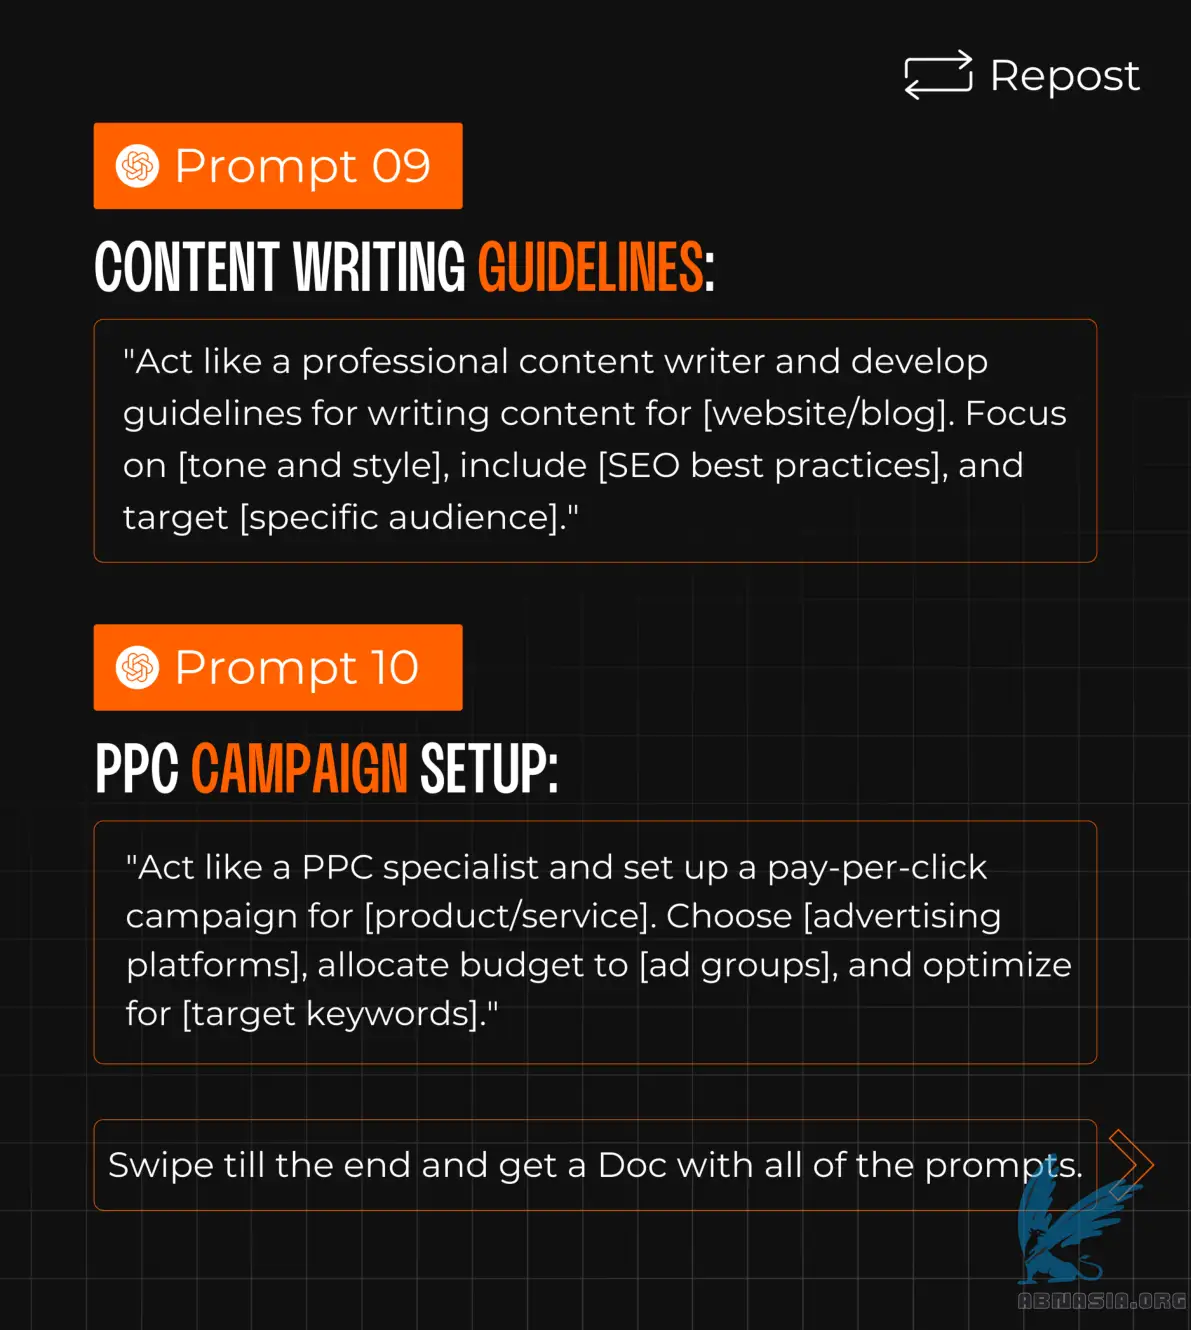 Repost
Prompt 09
CONTENT WRITING GUIDELINES:
"Act like a professional content writer and develop
guidelines for writing content for [website/blog]. Focus
on [tone and style], include [SEO best practices], and
target [specific audience]."
Prompt 10
PPC CAMPAIGN SETUP:
"Act like a PPC specialist and set up a pay-per-click
campaign for [product/service]. Choose [advertising
platforms], allocate budget to [ad groups], and optimize
for [target keywords]."
Swipe till the end and get a Doc with all of the prompts.
ABNASIA.ORG